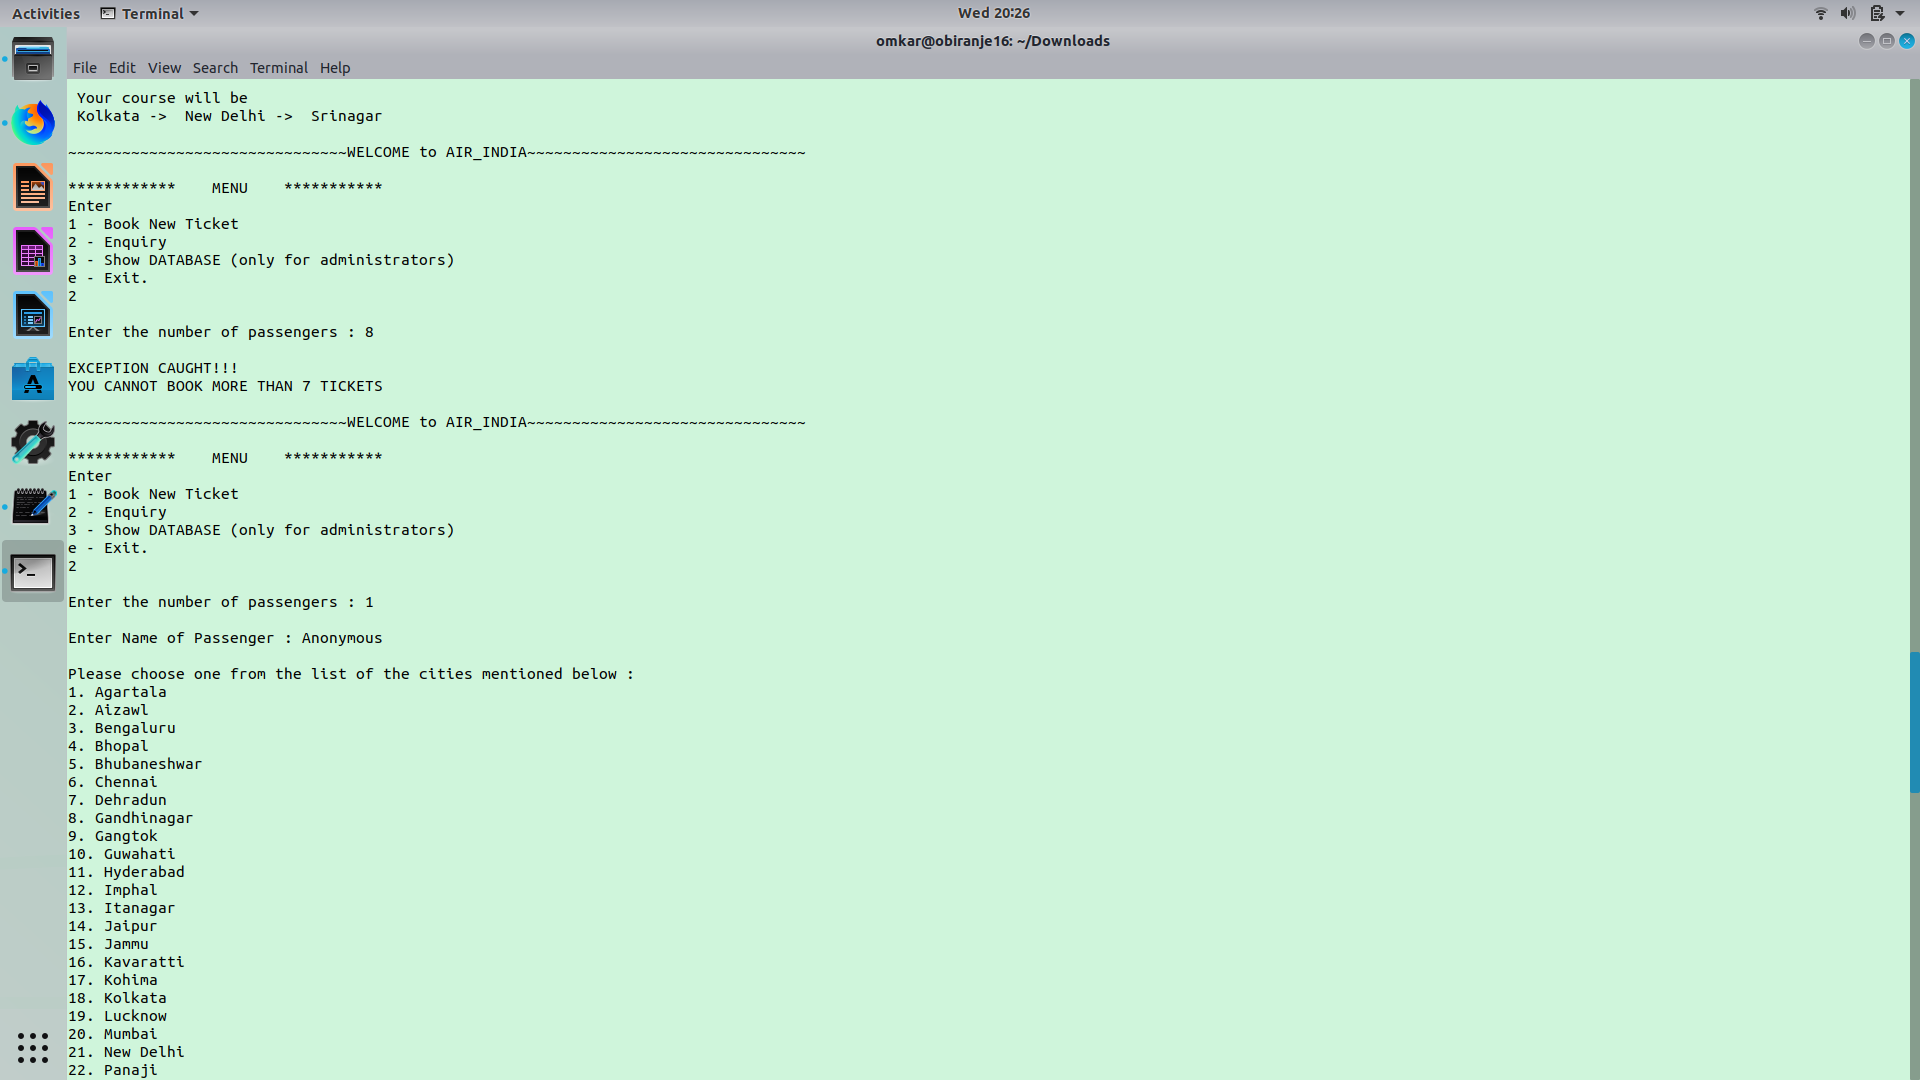 Activities Terminal Wed 20:26
omkar@obiranje16: ~/Downloads
File Edit View Search Terminal Help
Your course will be
Kolkata ->  New Delhi ->  Srinagar
~~~~~~~~~~~~~~~~~~~~~~~~~~~~~~~WELCOME to AIR_INDIA~~~~~~~~~~~~~~~~~~~~~~~~~~~~~~~
************    MENU    ***********
Enter
1 - Book New Ticket
2 - Enquiry
3 - Show DATABASE (only for administrators)
e - Exit.
2
Enter the number of passengers : 8
EXCEPTION CAUGHT!!!
YOU CANNOT BOOK MORE THAN 7 TICKETS
~~~~~~~~~~~~~~~~~~~~~~~~~~~~~~~WELCOME to AIR_INDIA~~~~~~~~~~~~~~~~~~~~~~~~~~~~~~~
************    MENU    ***********
Enter
1 - Book New Ticket
2 - Enquiry
3 - Show DATABASE (only for administrators)
e - Exit.
2
Enter the number of passengers : 1
Enter Name of Passenger : Anonymous
Please choose one from the list of the cities mentioned below :
1. Agartala
2. Aizawl
3. Bengaluru
4. Bhopal
5. Bhubaneshwar
6. Chennai
7. Dehradun
8. Gandhinagar
9. Gangtok
10. Guwahati
11. Hyderabad
12. Imphal
13. Itanagar
14. Jaipur
15. Jammu
16. Kavaratti
17. Kohima
18. Kolkata
19. Lucknow
20. Mumbai
21. New Delhi
22. Panaji